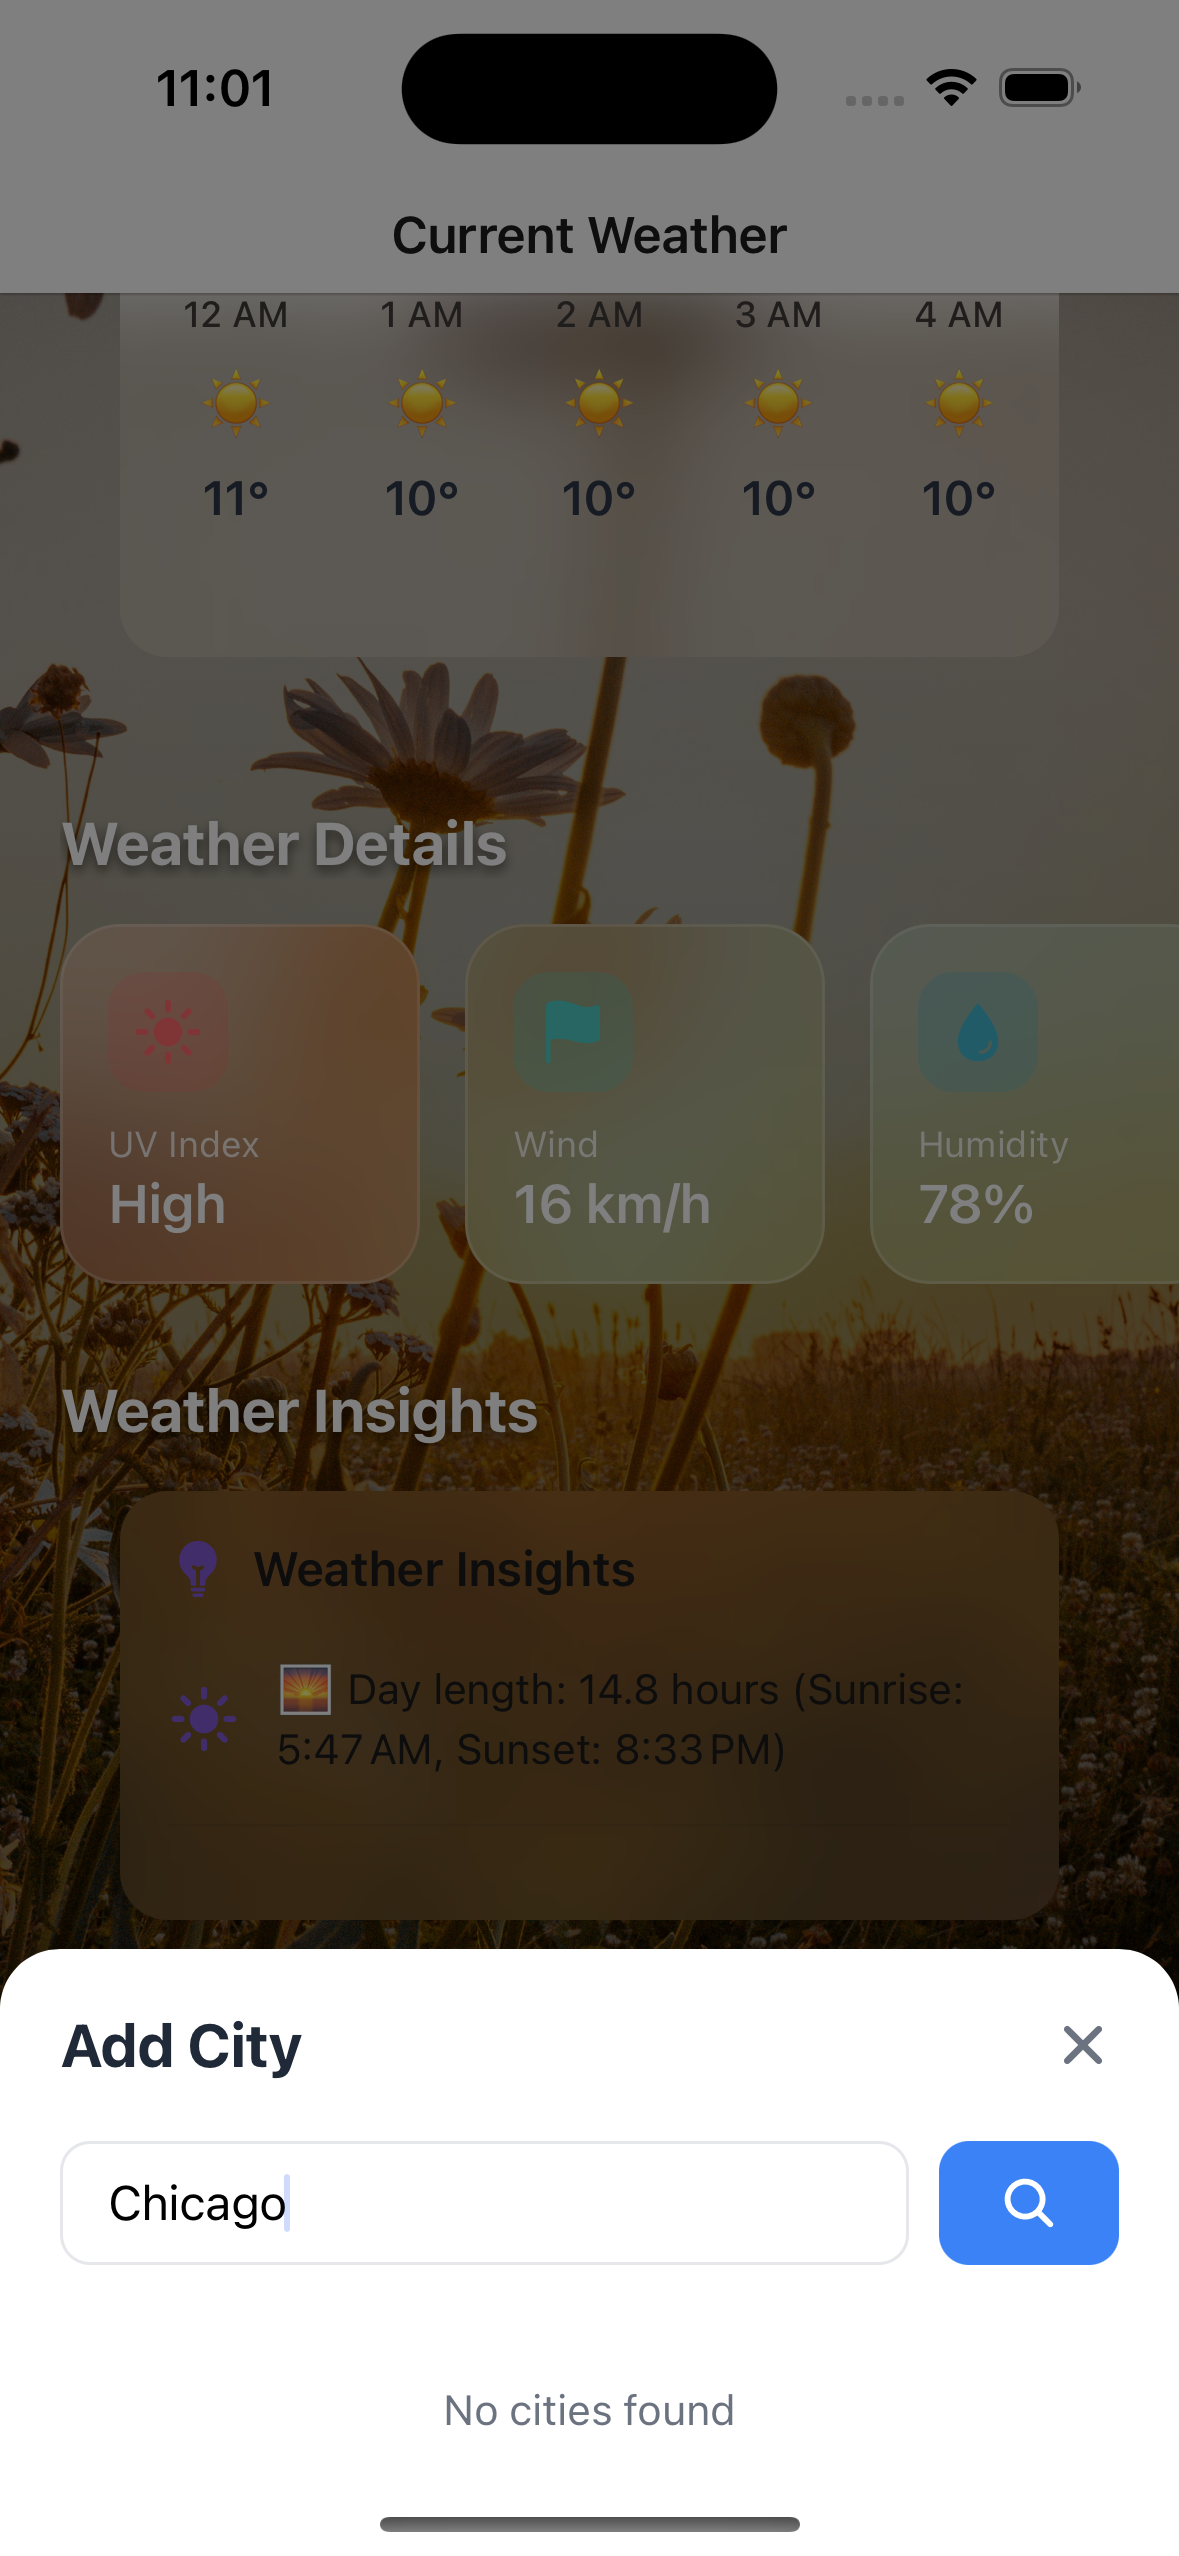 11:01
Current Weather
12 AM 1 AM 2 AM 3 AM 4 AM
11° 10° 10° 10° 10°
Weather Details
UV Index Wind Humidity
High 16 km/h 78%
Weather Insights
Weather Insights
Day length: 14.8 hours (Sunrise:
5:47 AM, Sunset: 8:33 PM)
Add City
Chicago
No cities found